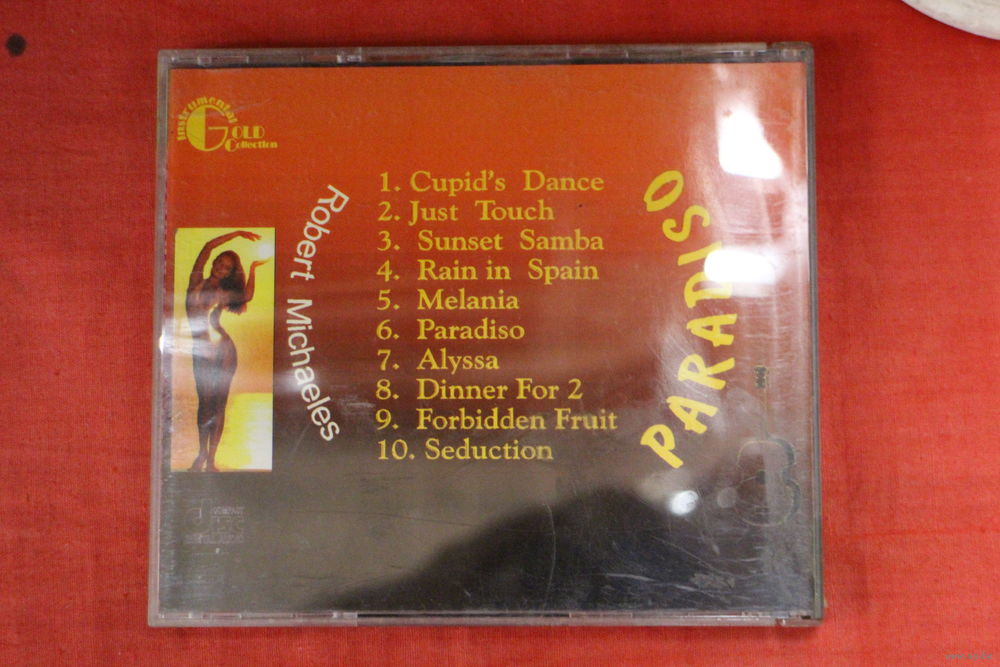 Instrumental
GOLD
Collection
Robert Michaeles
1. Cupid's Dance
2. Just Touch
3. Sunset Samba
4. Rain in Spain
5. Melania
6. Paradiso
7. Alyssa
8. Dinner For 2
9. Forbidden Fruit
10. Seduction
PARADISO